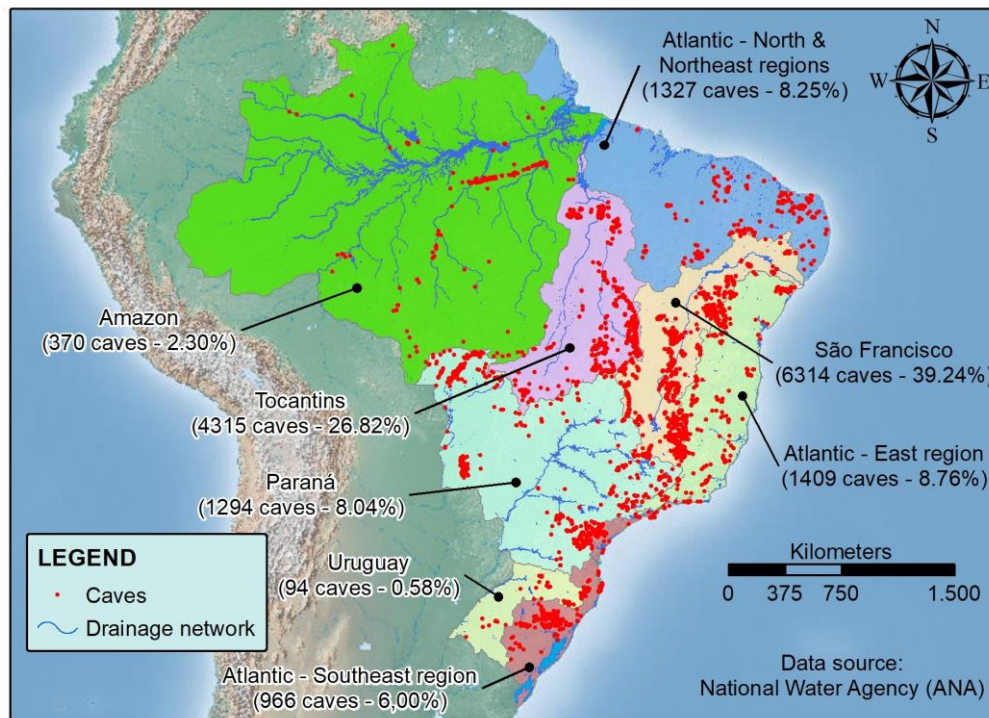 Atlantic - North &
Northeast regions
(1327 caves - 8.25%)
N
W
E
S
Amazon
(370 caves - 2.30%)
São Francisco
(6314 caves - 39.24%)
Tocantins
(4315 caves - 26.82%)
Atlantic - East region
(1409 caves - 8.76%)
Paraná
(1294 caves - 8.04%)
Uruguay
(94 caves - 0.58%)
Atlantic - Southeast region
(966 caves - 6,00%)
LEGEND
Caves
Drainage network
Kilometers
0 375 750 1.500
Data source:
National Water Agency (ANA)